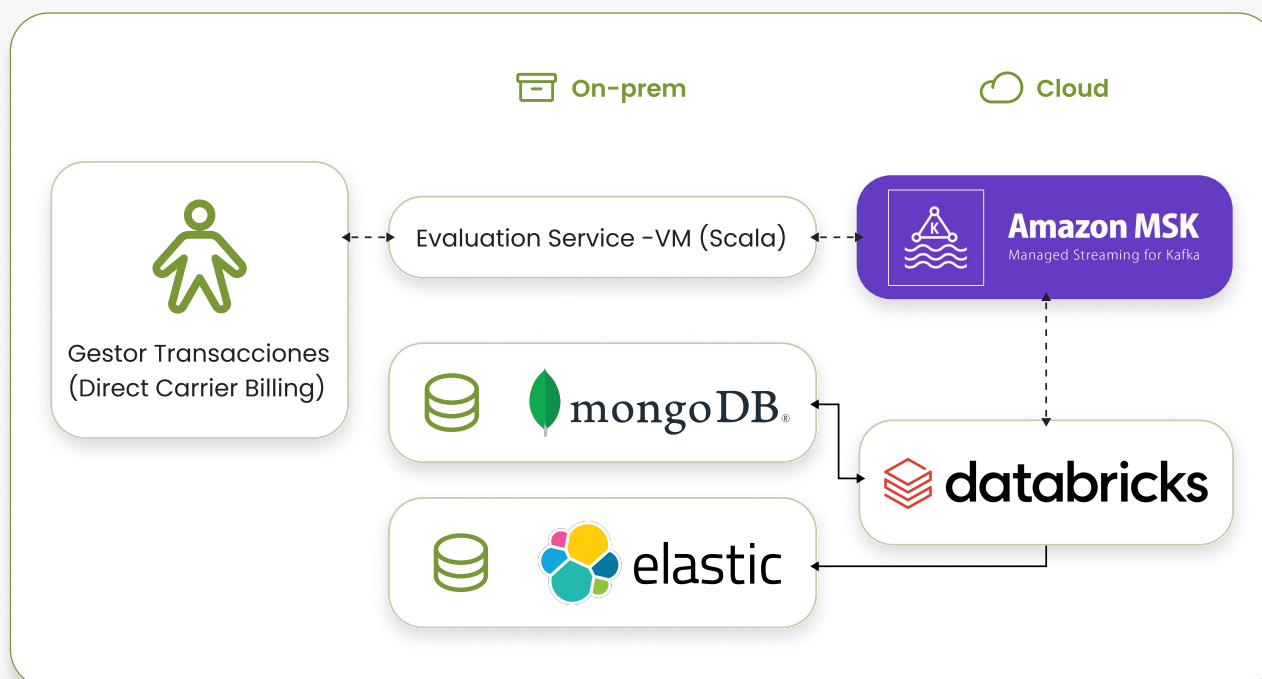 On-prem
Cloud
Gestor Transacciones
(Direct Carrier Billing)
Evaluation Service -VM (Scala)
K
Amazon MSK
Managed Streaming for Kafka
mongoDB®
databricks
elastic